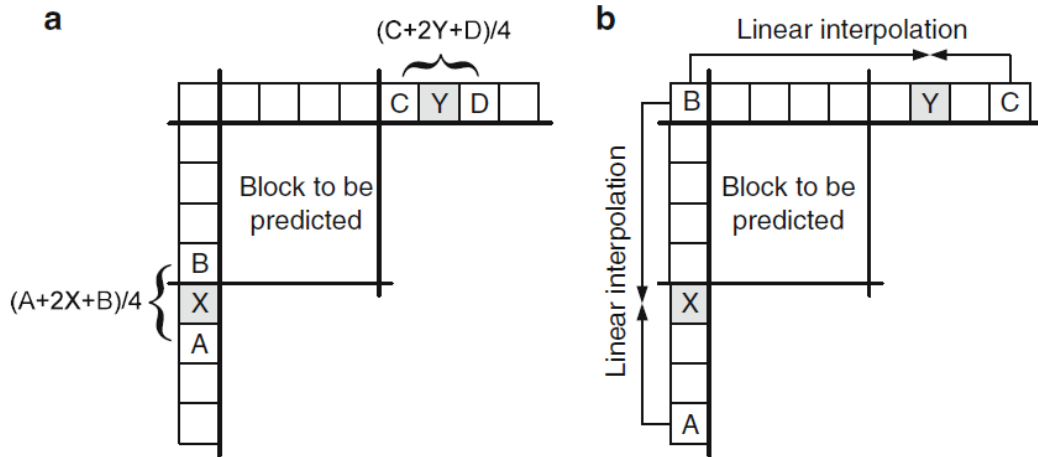 a
(C+2Y+D)/4
C Y D
Block to be
predicted
B
(A+2X+B)/4
X
A
b
Linear interpolation
B Y C
Linear interpolation
Block to be
predicted
X
A